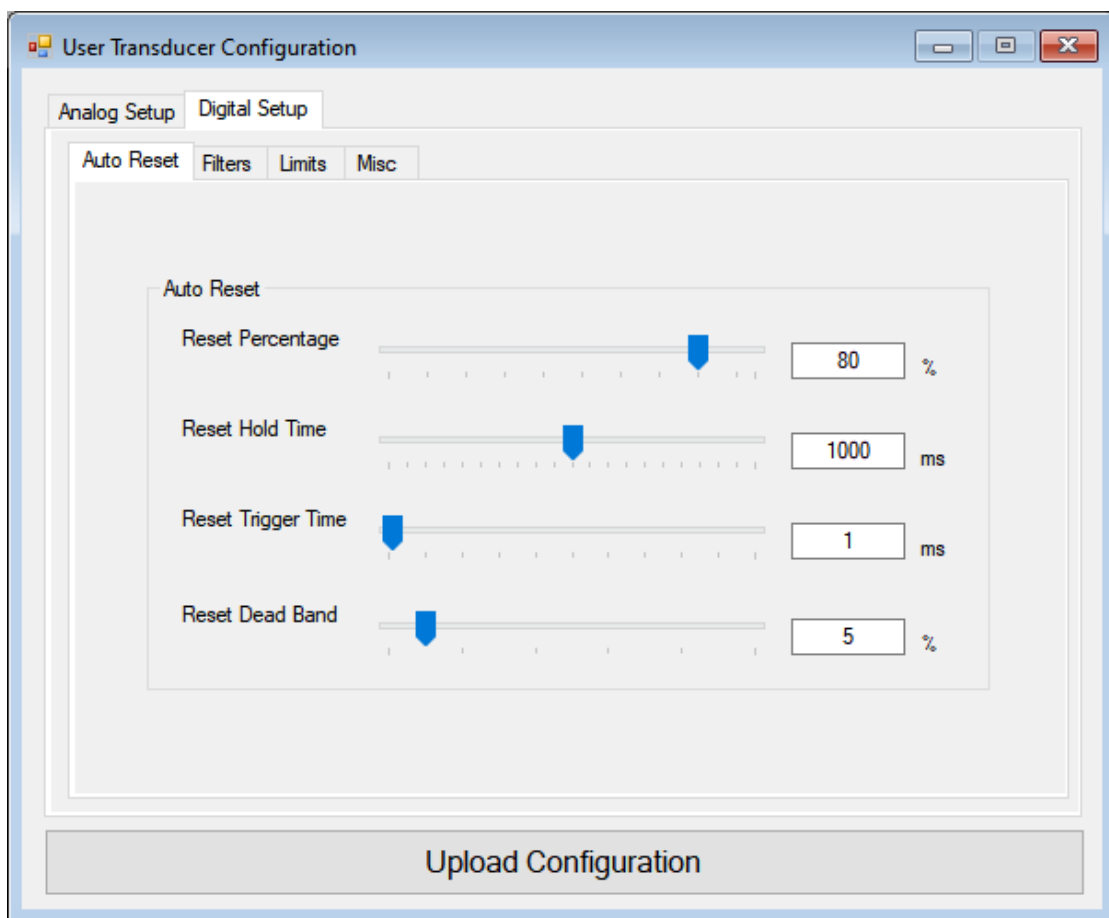 User Transducer Configuration
Analog Setup Digital Setup
Auto Reset Filters Limits Misc
Auto Reset
Reset Percentage 80 %
Reset Hold Time 1000 ms
Reset Trigger Time 1 ms
Reset Dead Band 5 %
Upload Configuration